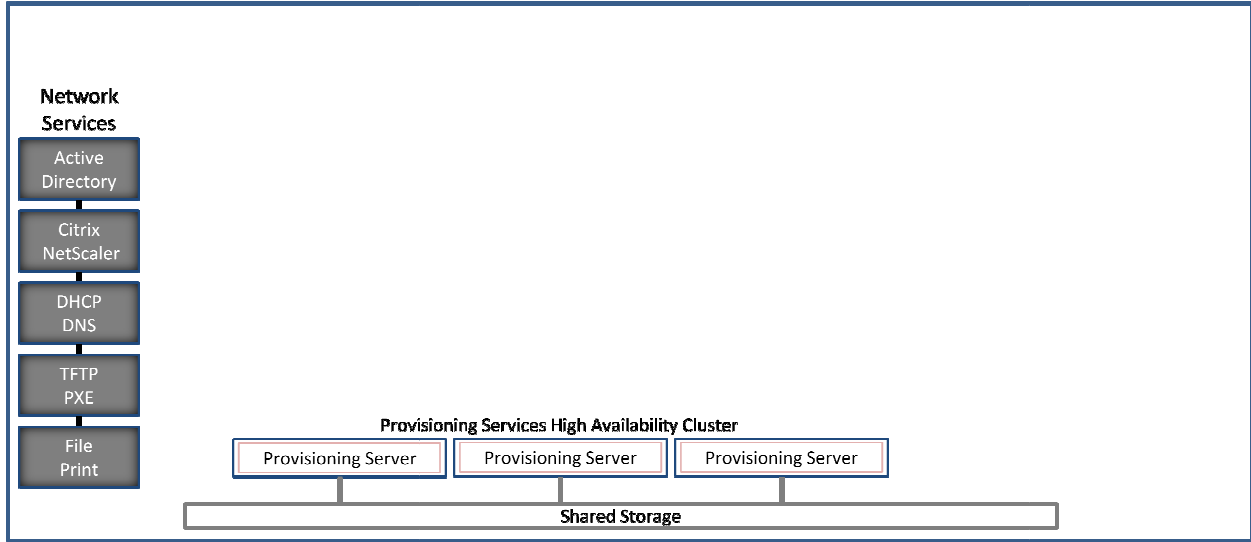 Network
Services
Active
Directory
Citrix
NetScaler
DHCP
DNS
TFTP
PXE
File
Print
Provisioning Services High Availability Cluster
Provisioning Server
Provisioning Server
Provisioning Server
Shared Storage